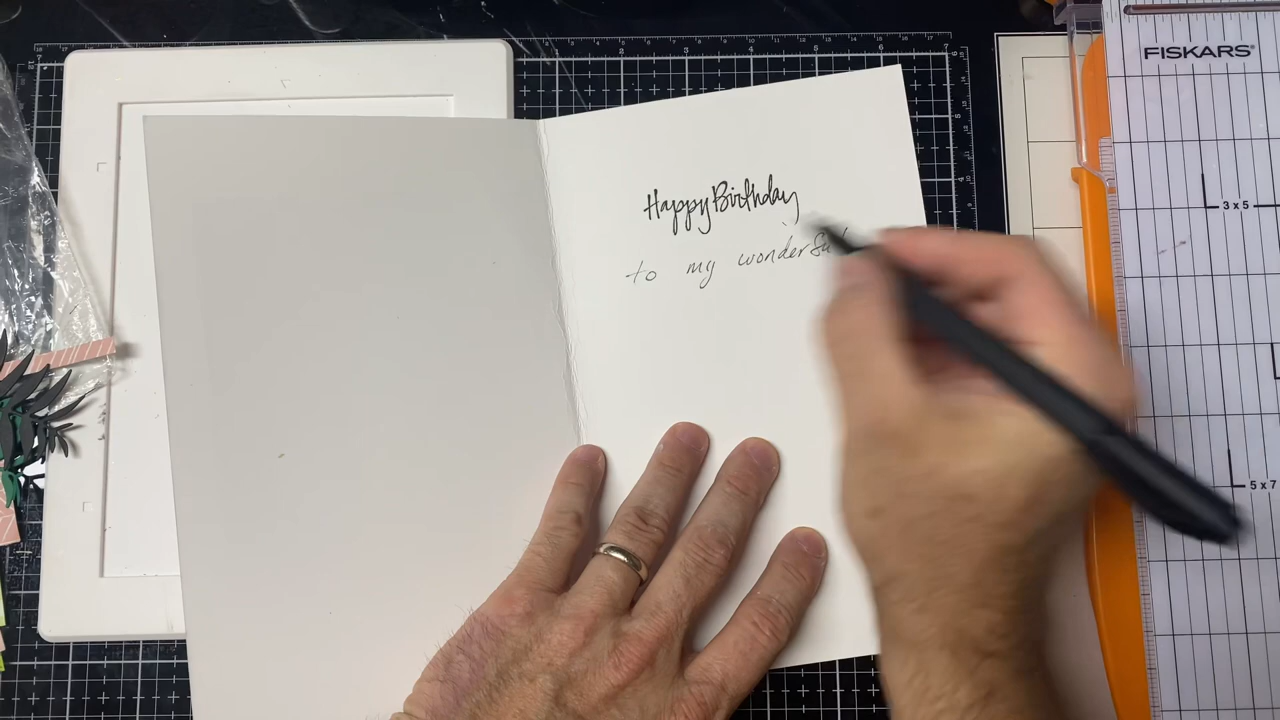 Happy Birthday
to my wonderful
FISKARS
3 x 5
5 x 7